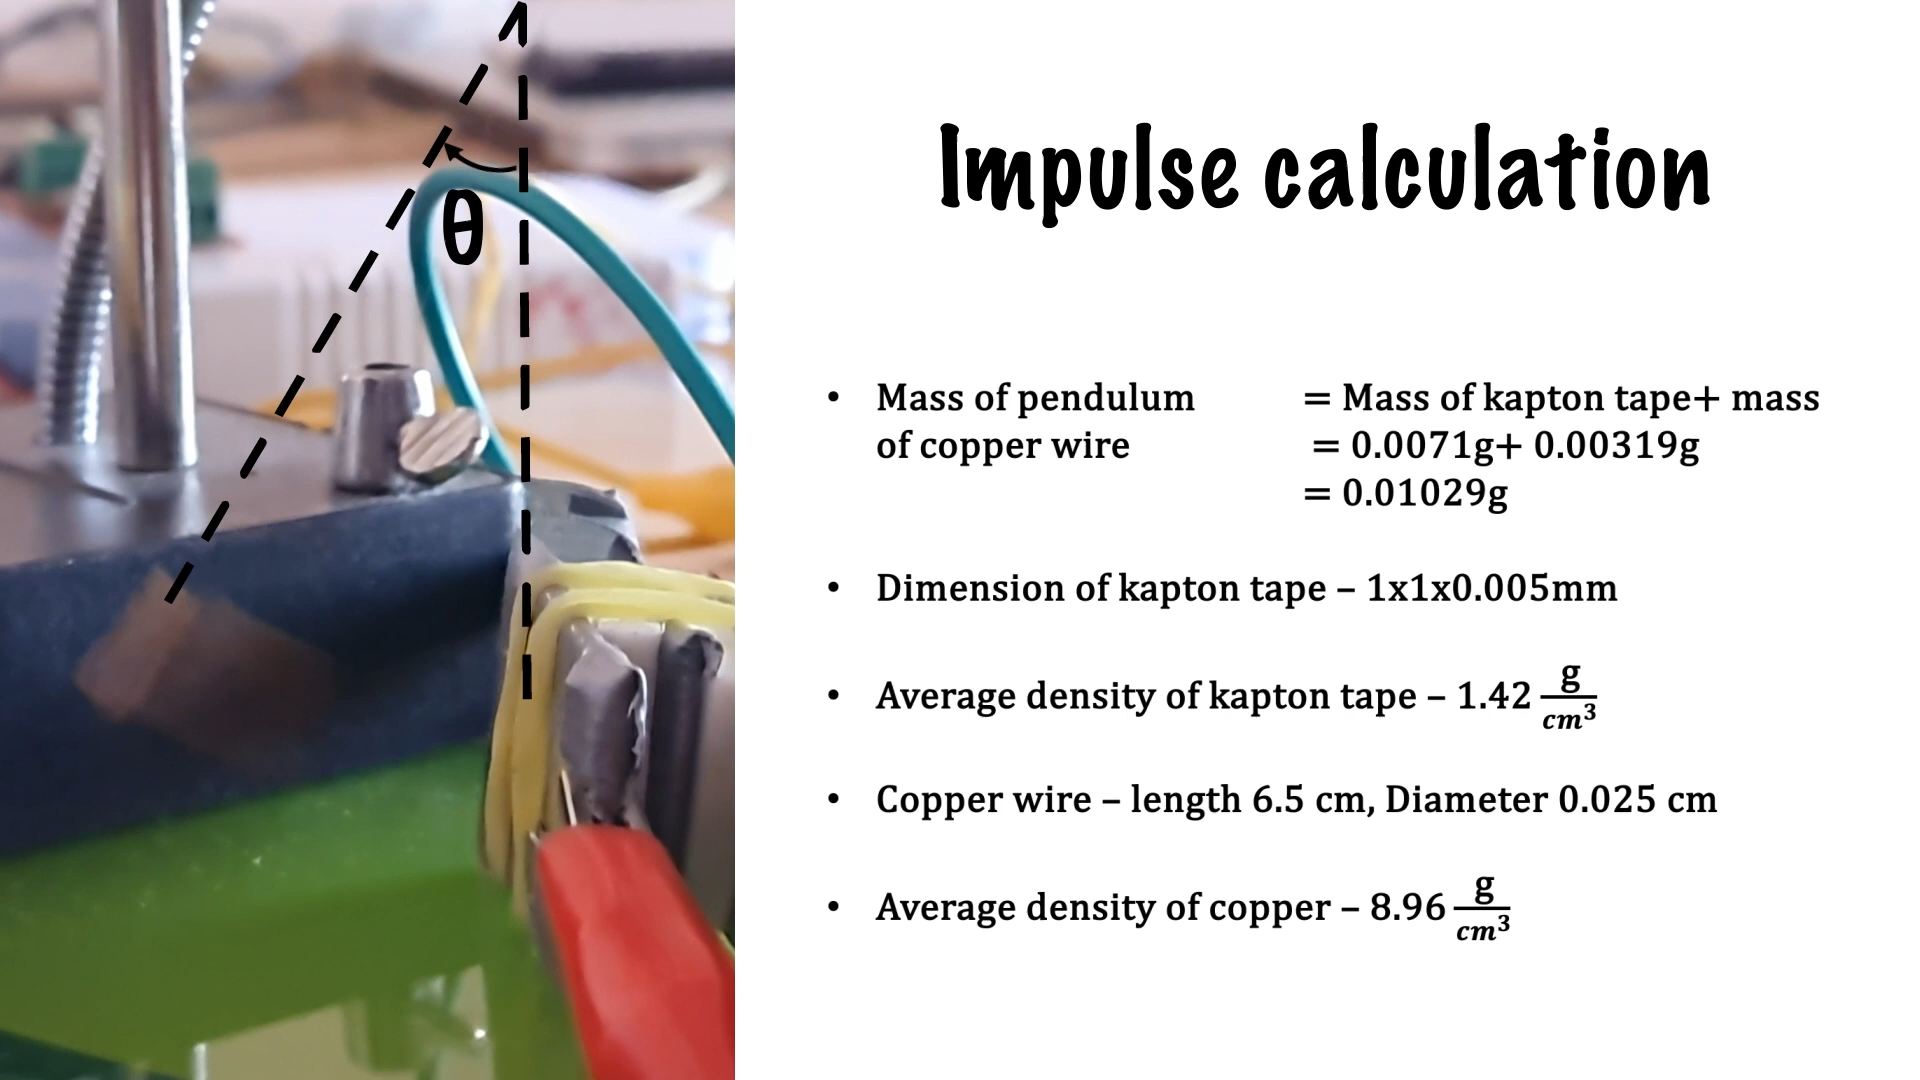 θ
Impulse calculation
• Mass of pendulum = Mass of kapton tape+ mass
of copper wire = 0.0071g+ 0.00319g
= 0.01029g
• Dimension of kapton tape – 1x1x0.005mm
• Average density of kapton tape – 1.42 g/cm³
• Copper wire – length 6.5 cm, Diameter 0.025 cm
• Average density of copper – 8.96 g/cm³